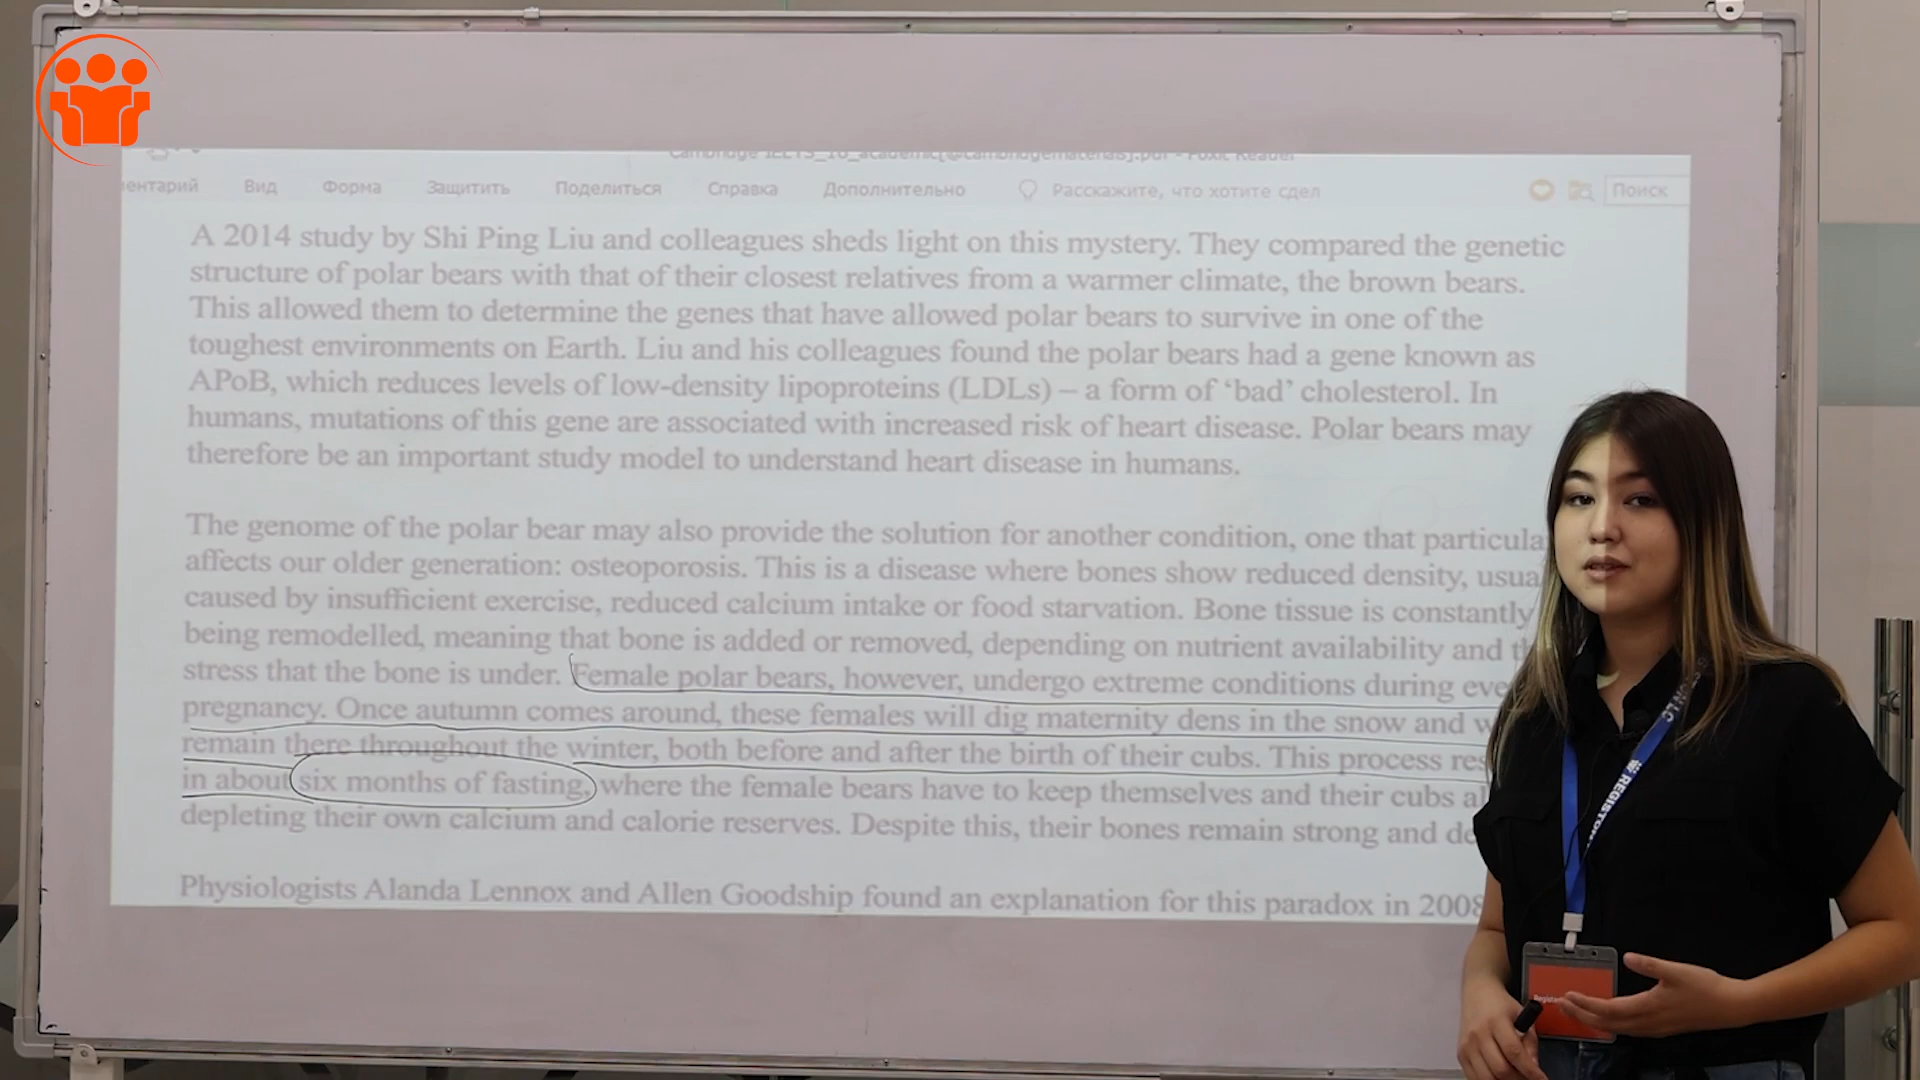 Cambridge IELTS_16_academic[@cambridgematerials].pdf - Foxit Reader
ентарий Вид Форма Защитить Поделиться Справка Дополнительно Расскажите, что хотите сдел Поиск
A 2014 study by Shi Ping Liu and colleagues sheds light on this mystery. They compared the genetic
structure of polar bears with that of their closest relatives from a warmer climate, the brown bears.
This allowed them to determine the genes that have allowed polar bears to survive in one of the
toughest environments on Earth. Liu and his colleagues found the polar bears had a gene known as
APoB, which reduces levels of low-density lipoproteins (LDLs) – a form of ‘bad’ cholesterol. In
humans, mutations of this gene are associated with increased risk of heart disease. Polar bears may
therefore be an important study model to understand heart disease in humans.
The genome of the polar bear may also provide the solution for another condition, one that particula
affects our older generation: osteoporosis. This is a disease where bones show reduced density, usua
caused by insufficient exercise, reduced calcium intake or food starvation. Bone tissue is constantly
being remodelled, meaning that bone is added or removed, depending on nutrient availability and th
stress that the bone is under. Female polar bears, however, undergo extreme conditions during eve
pregnancy. Once autumn comes around, these females will dig maternity dens in the snow and w
remain there throughout the winter, both before and after the birth of their cubs. This process res
in about six months of fasting, where the female bears have to keep themselves and their cubs al
depleting their own calcium and calorie reserves. Despite this, their bones remain strong and de
Physiologists Alanda Lennox and Allen Goodship found an explanation for this paradox in 2008
REGISTON